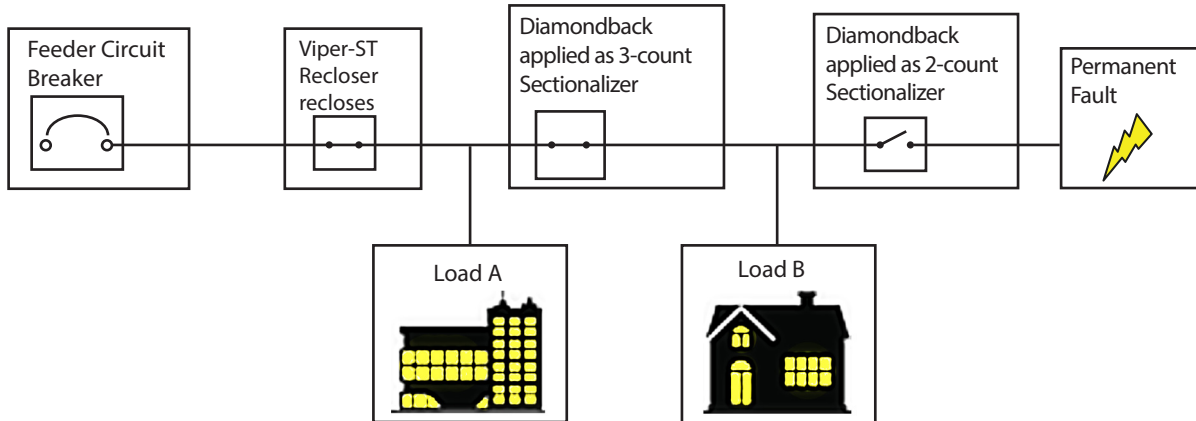 Feeder Circuit
Breaker
Viper-ST
Recloser
recloses
Diamondback
applied as 3-count
Sectionalizer
Diamondback
applied as 2-count
Sectionalizer
Permanent
Fault
Load A
Load B